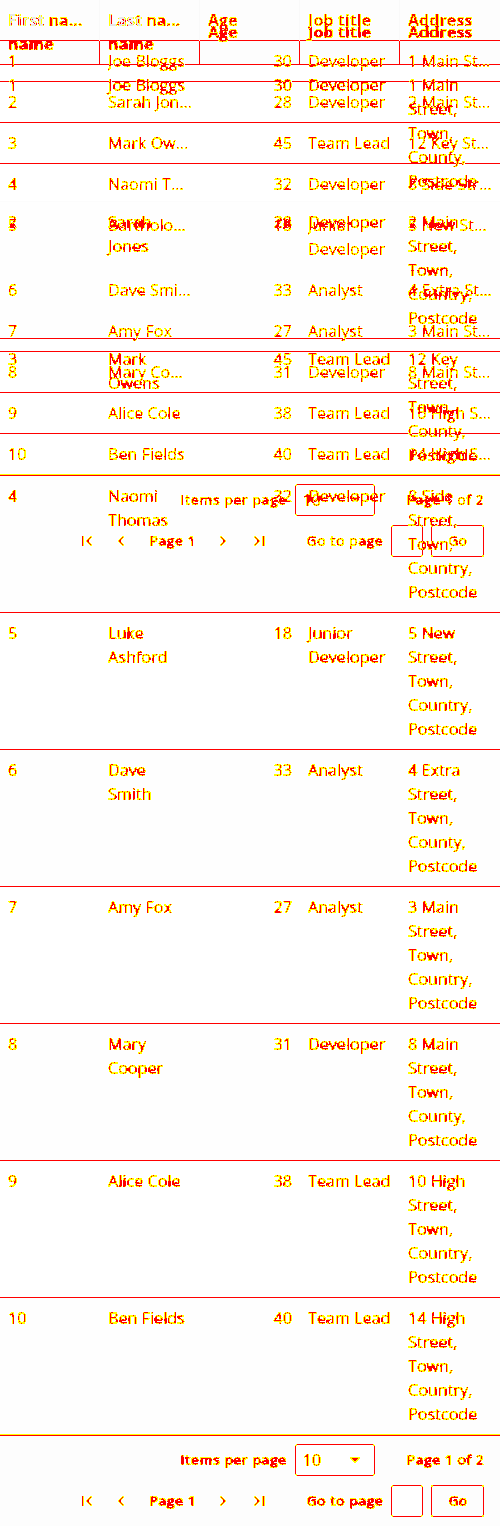 First na... Last na... Age Job title Address
name name Age Job title Address
1 Joe Bloggs 30 Developer 1 Main St...
1 Joe Bloggs 30 Developer 1 Main
2 Sarah Jon... 28 Developer 2 Main St...
Street,
Town,
3 Mark Ow... 45 Team Lead 12 Key St...
County,
Postcode
4 Naomi T... 32 Developer
2 Sarah 28 Developer 2 Main
Jones Developer Street,
Town,
6 Dave Smi... 33 Analyst 4 Extra St...
Country,
Postcode
7 Amy Fox 27 Analyst 3 Main St...
3 Mark 45 Team Lead 12 Key
8 Mary Co... 31 Developer 8 Main St...
Owens Street,
Town,
9 Alice Cole 38 Team Lead 10 High S...
County,
10 Ben Fields 40 Team Lead 14 High S...
Postcode
4 Naomi 32 Developer 8 Side
Items per page 10 Page 1 of 2
Thomas Street,
Page 1 Go to page Go
Town,
Country,
Postcode
5 Luke 18 Junior 5 New
Ashford Developer Street,
Town,
Country,
Postcode
6 Dave 33 Analyst 4 Extra
Smith Street,
Town,
County,
Postcode
7 Amy Fox 27 Analyst 3 Main
Street,
Town,
Country,
Postcode
8 Mary 31 Developer 8 Main
Cooper Street,
Town,
County,
Postcode
9 Alice Cole 38 Team Lead 10 High
Street,
Town,
Country,
Postcode
10 Ben Fields 40 Team Lead 14 High
Street,
Town,
Country,
Postcode
Items per page 10 Page 1 of 2
Page 1 Go to page Go